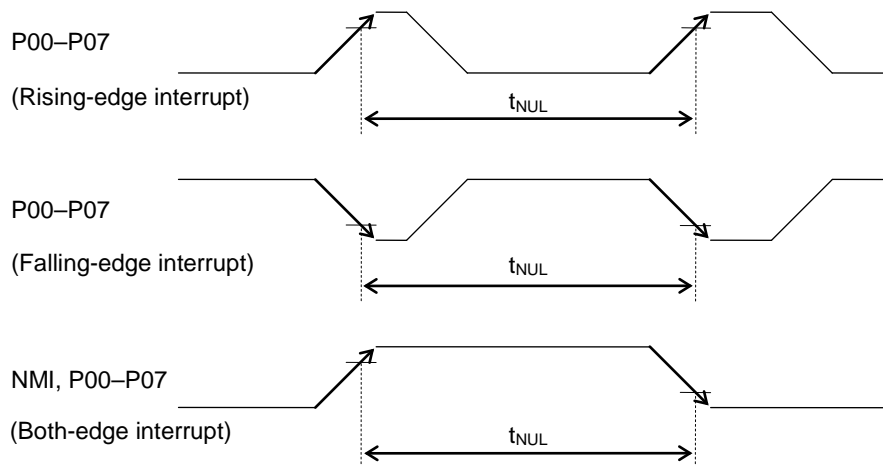 P00–P07
(Rising-edge interrupt)
tNUL
P00–P07
(Falling-edge interrupt)
tNUL
NMI, P00–P07
(Both-edge interrupt)
tNUL